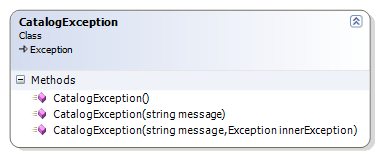 CatalogException
Class
Exception
Methods
CatalogException()
CatalogException(string message)
CatalogException(string message,Exception innerException)